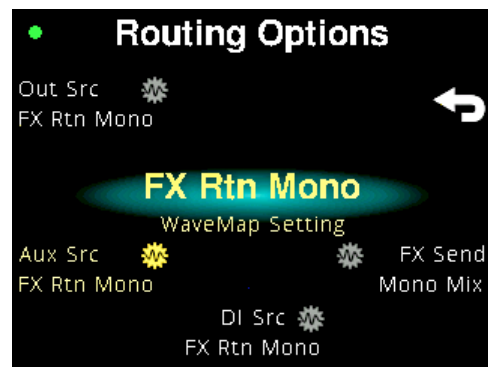 Routing Options
Out Src
FX Rtn Mono
FX Rtn Mono
WaveMap Setting
Aux Src
FX Rtn Mono
FX Send
Mono Mix
DI Src
FX Rtn Mono